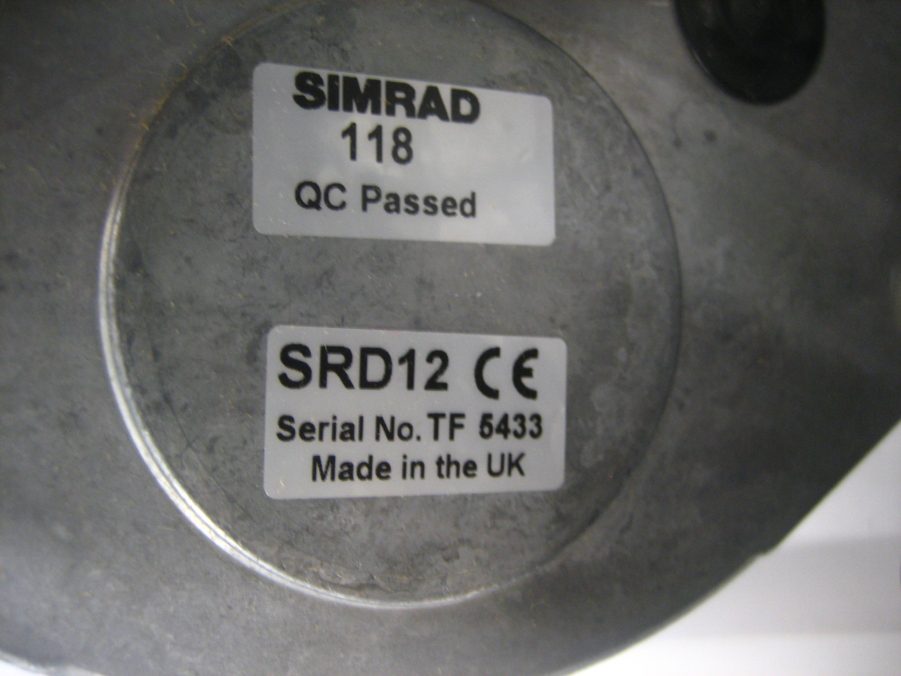 SIMRAD
118
QC Passed
SRD12 CE
Serial No. TF 5433
Made in the UK